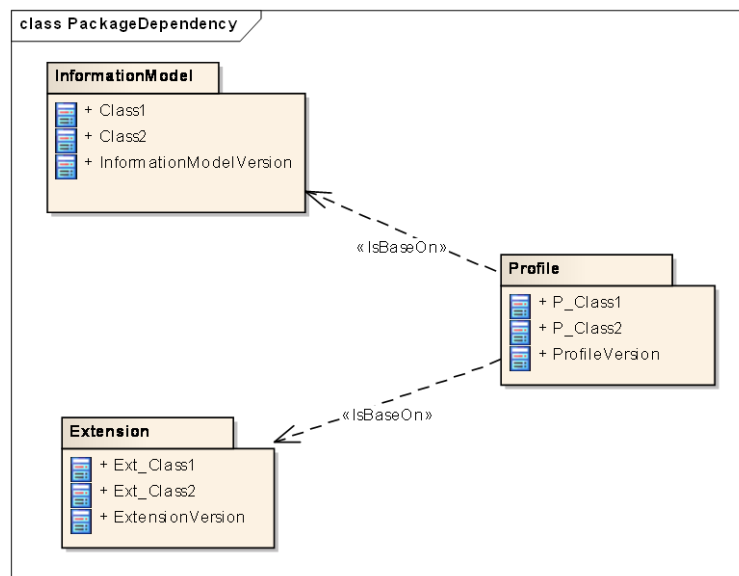 class PackageDependency
InformationModel
+ Class1
+ Class2
+ InformationModelVersion
«IsBaseOn»
Profile
+ P_Class1
+ P_Class2
+ ProfileVersion
«IsBaseOn»
Extension
+ Ext_Class1
+ Ext_Class2
+ ExtensionVersion